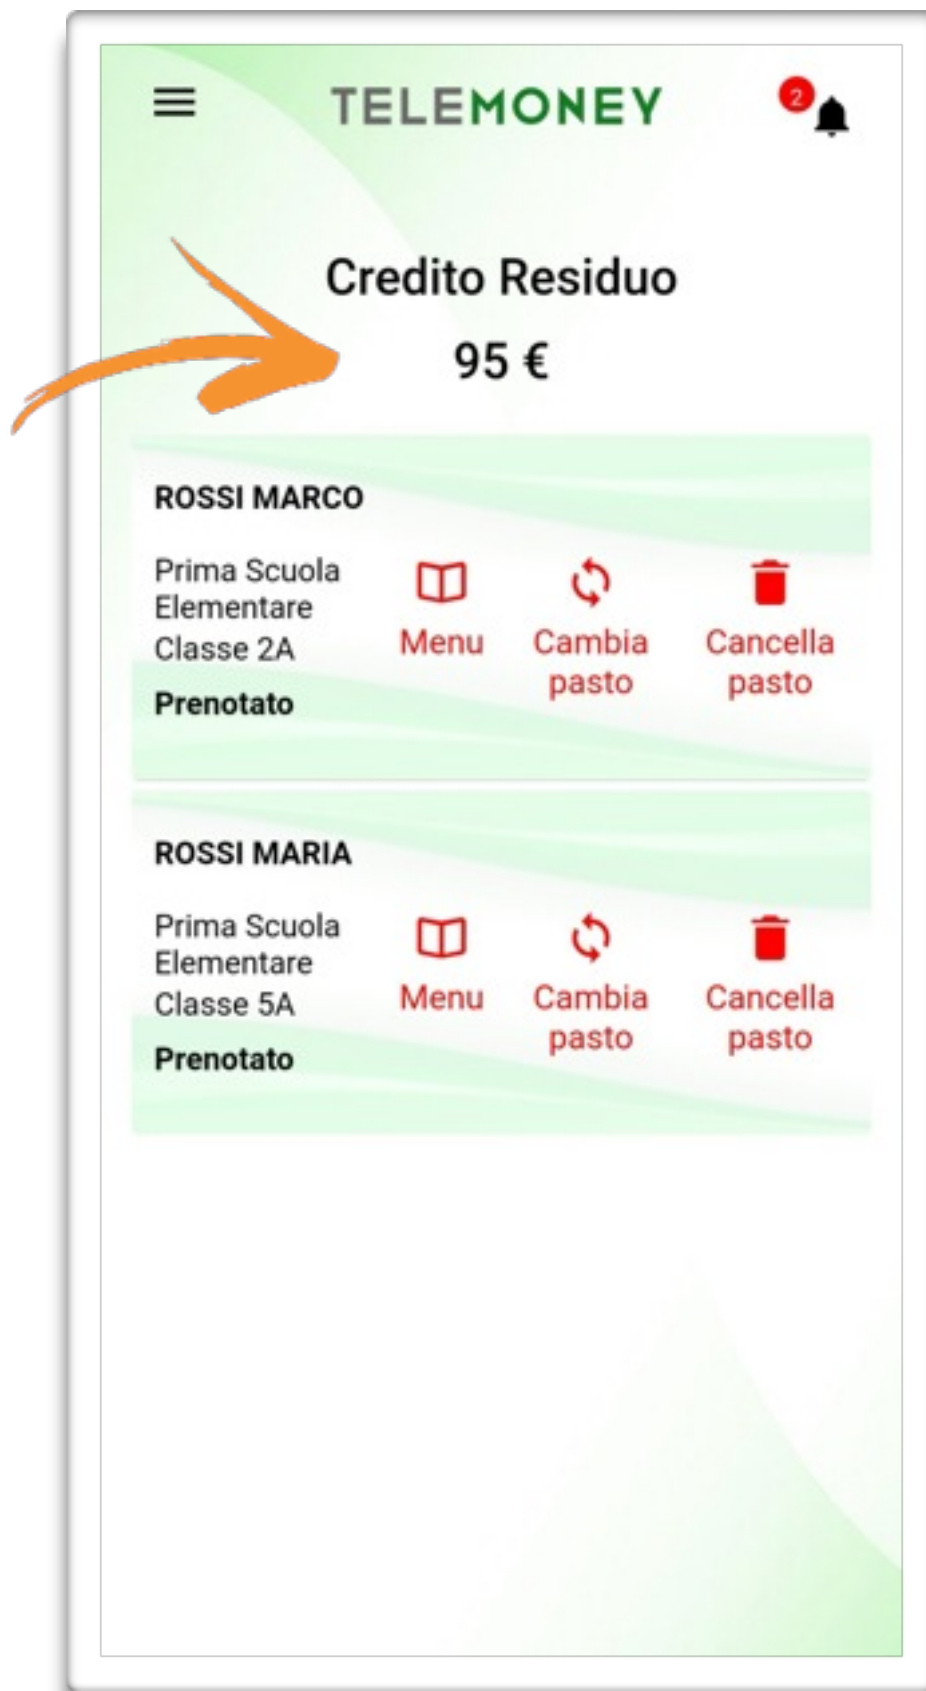 TELEMONEY
2
Credito Residuo
95 €
ROSSI MARCO
Prima Scuola
Elementare
Classe 2A
Prenotato
Menu
Cambia
pasto
Cancella
pasto
ROSSI MARIA
Prima Scuola
Elementare
Classe 5A
Prenotato
Menu
Cambia
pasto
Cancella
pasto